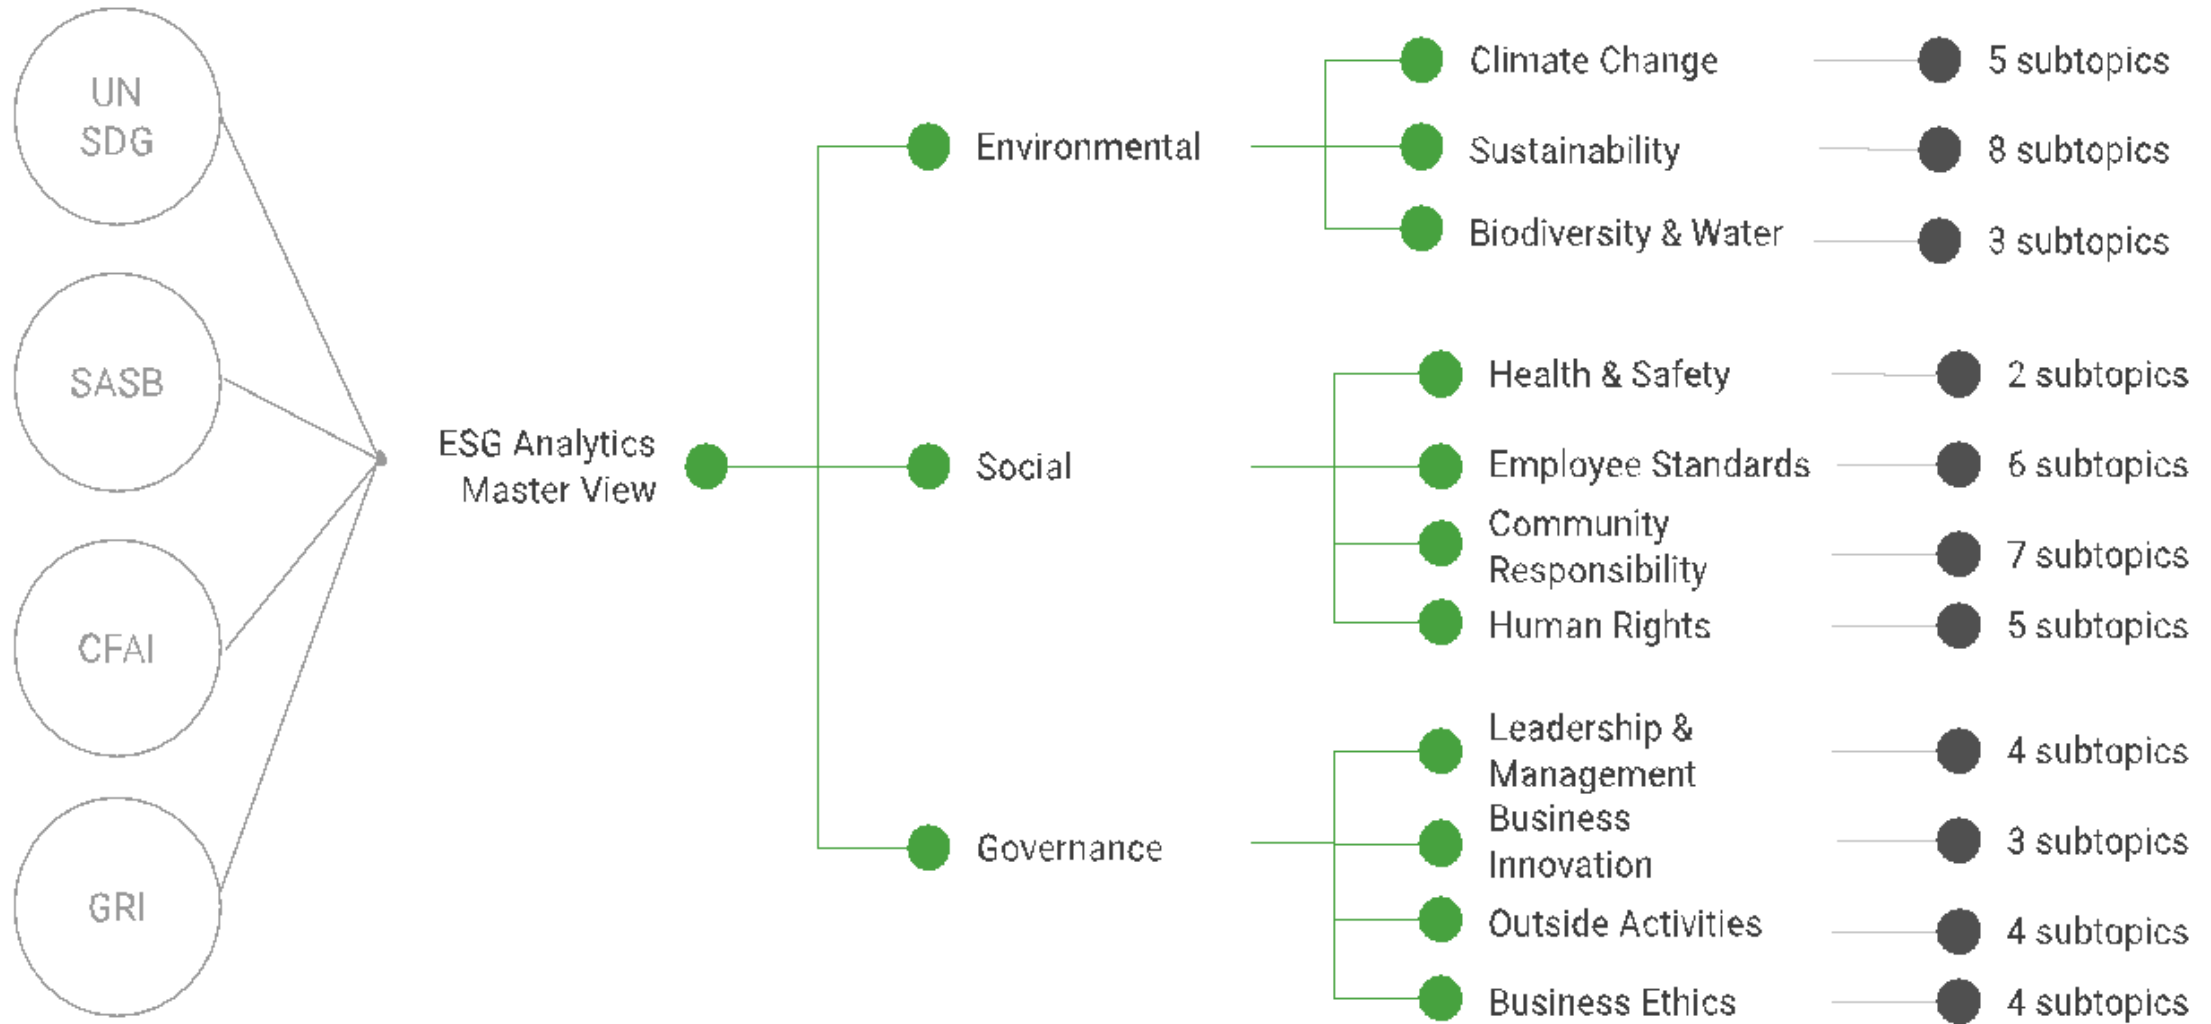 UN
SDG
SASB
CFAI
GRI
ESG Analytics
Master View
Environmental
Climate Change
5 subtopics
Sustainability
8 subtopics
Biodiversity & Water
3 subtopics
Social
Health & Safety
2 subtopics
Employee Standards
6 subtopics
Community
Responsibility
7 subtopics
Human Rights
5 subtopics
Governance
Leadership &
Management
4 subtopics
Business
Innovation
3 subtopics
Outside Activities
4 subtopics
Business Ethics
4 subtopics